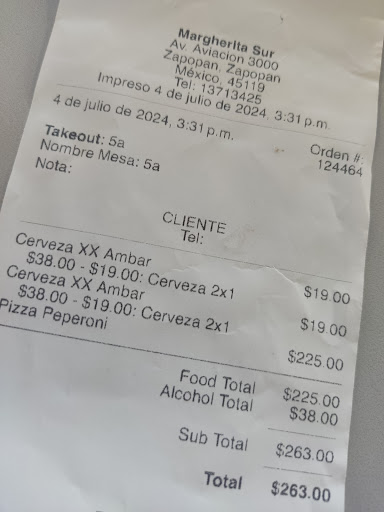 Margherita Sur
Av. Aviacion 3000
Zapopan, Zapopan
México, 45119
Tel: 13713425
Impreso 4 de julio de 2024, 3:31 p.m.
4 de julio de 2024, 3:31 p.m.
Orden #:
124464
Takeout: 5a
Nombre Mesa: 5a
Nota:
CLIENTE
Tel:
Cerveza XX Ambar $19.00
$38.00 - $19.00: Cerveza 2x1
Cerveza XX Ambar $19.00
$38.00 - $19.00: Cerveza 2x1
Pizza Peperoni $225.00
Food Total $225.00
Alcohol Total $38.00
Sub Total $263.00
Total $263.00